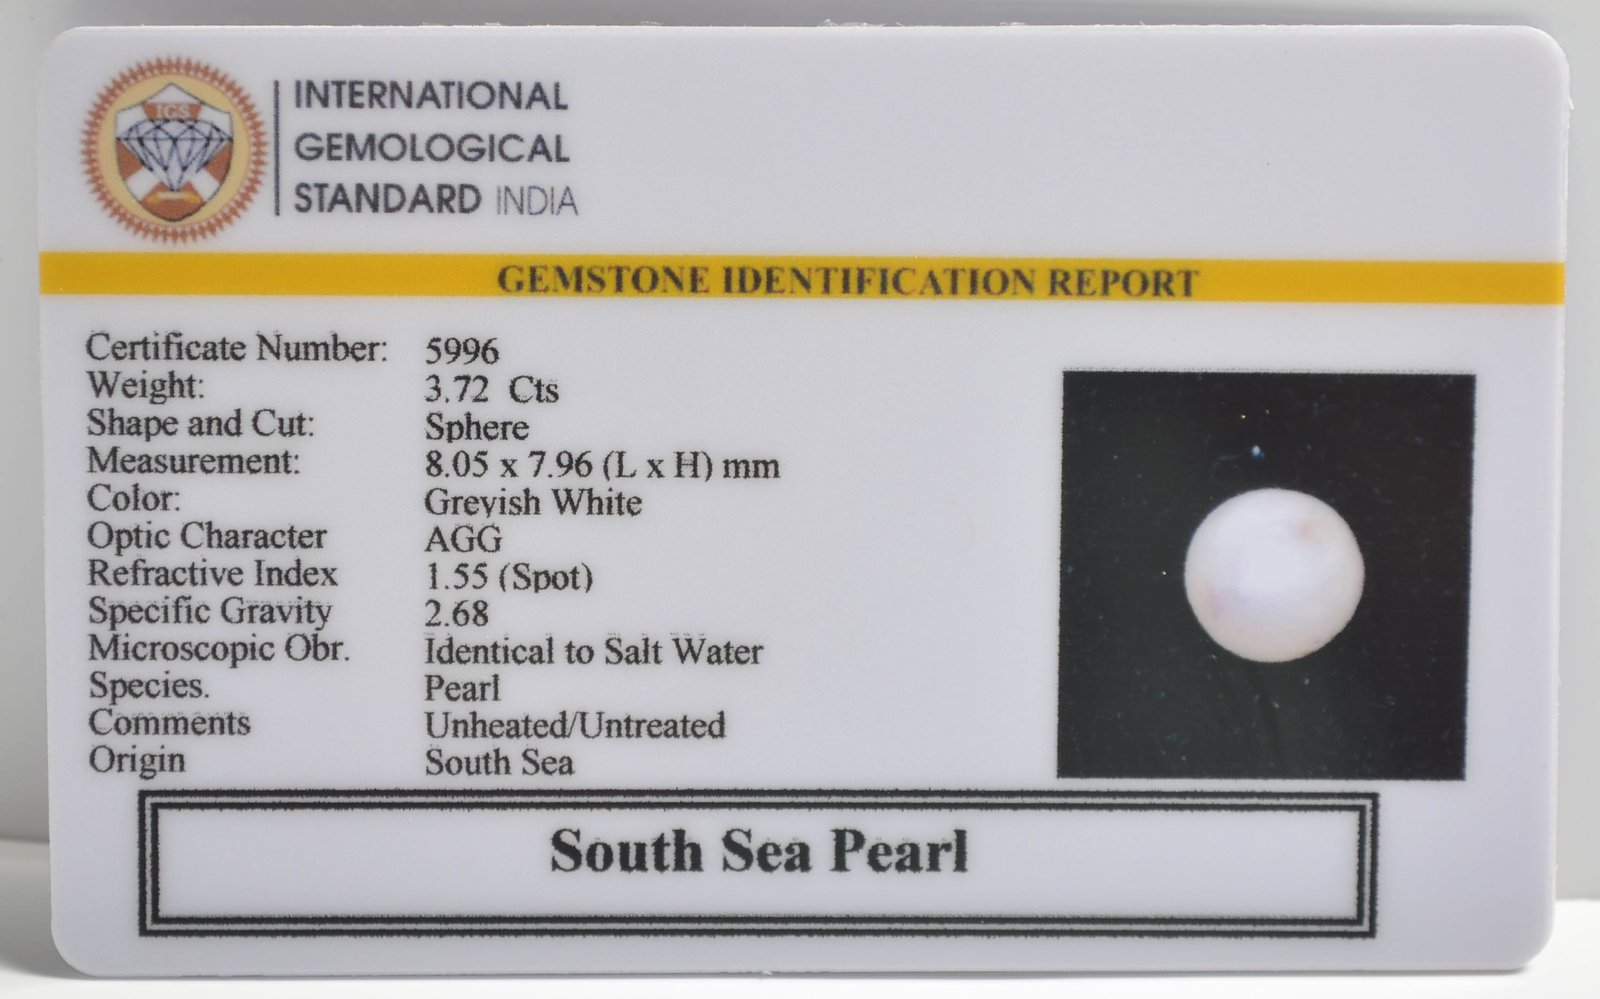 IGS
INTERNATIONAL
GEMOLOGICAL
STANDARD INDIA
GEMSTONE IDENTIFICATION REPORT
Certificate Number: 5996
Weight: 3.72 Cts
Shape and Cut: Sphere
Measurement: 8.05 x 7.96 (L x H) mm
Color: Greyish White
Optic Character AGG
Refractive Index 1.55 (Spot)
Specific Gravity 2.68
Microscopic Obr. Identical to Salt Water
Species. Pearl
Comments Unheated/Untreated
Origin South Sea
South Sea Pearl